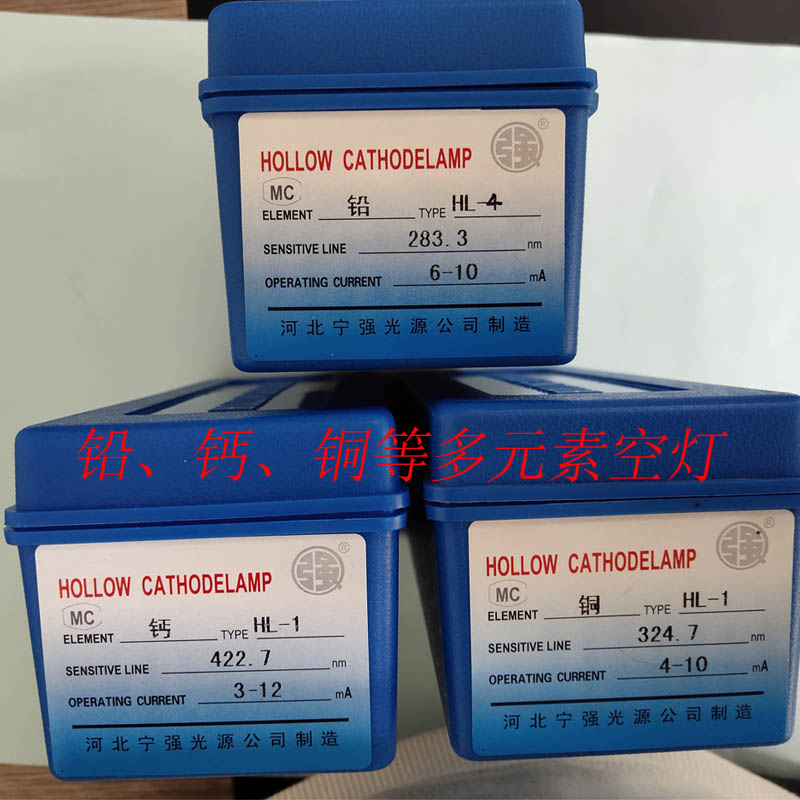 强 ®
HOLLOW CATHODELAMP
MC
ELEMENT 铅 TYPE HL-4
SENSITIVE LINE 283.3 nm
OPERATING CURRENT 6-10 mA
河北宁强光源公司制造
铅、钙、铜等多元素空灯
强 ®
HOLLOW CATHODELAMP
MC
ELEMENT 钙 TYPE HL-1
SENSITIVE LINE 422.7 nm
OPERATING CURRENT 3-12 mA
河北宁强光源公司制造
强 ®
HOLLOW CATHODELAMP
MC
ELEMENT 铜 TYPE HL-1
SENSITIVE LINE 324.7 nm
OPERATING CURRENT 4-10 mA
河北宁强光源公司制造